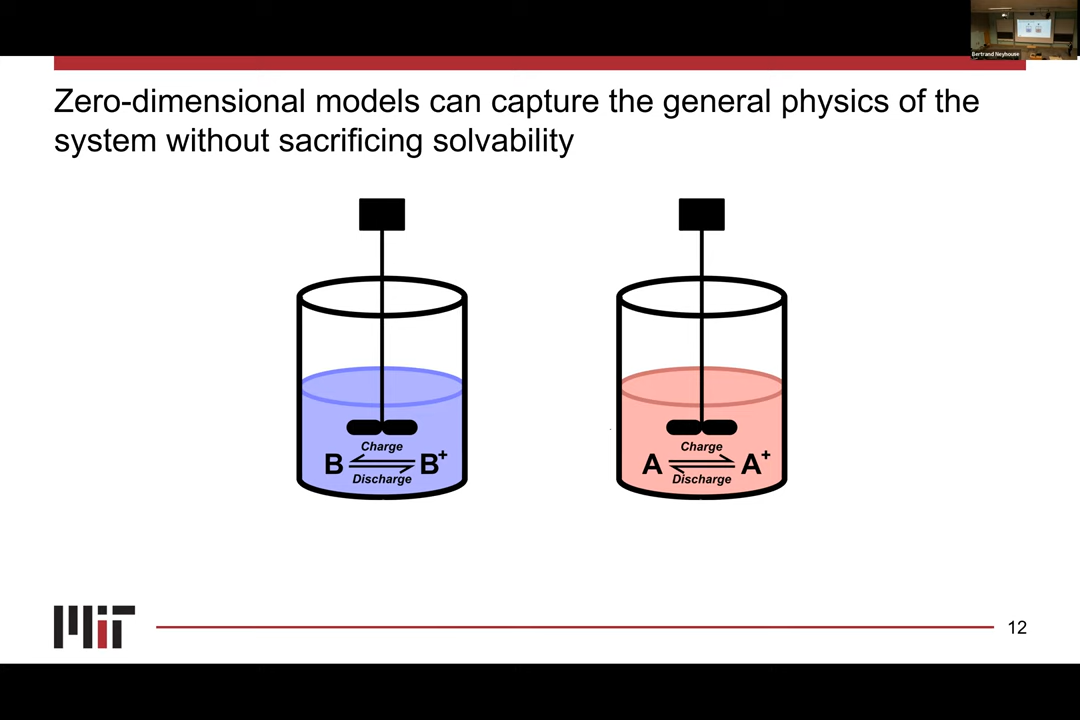 Bertrand Neyhouse
Zero-dimensional models can capture the general physics of the
system without sacrificing solvability
Charge
B B+
Discharge
Charge
A A+
Discharge
MIT
12